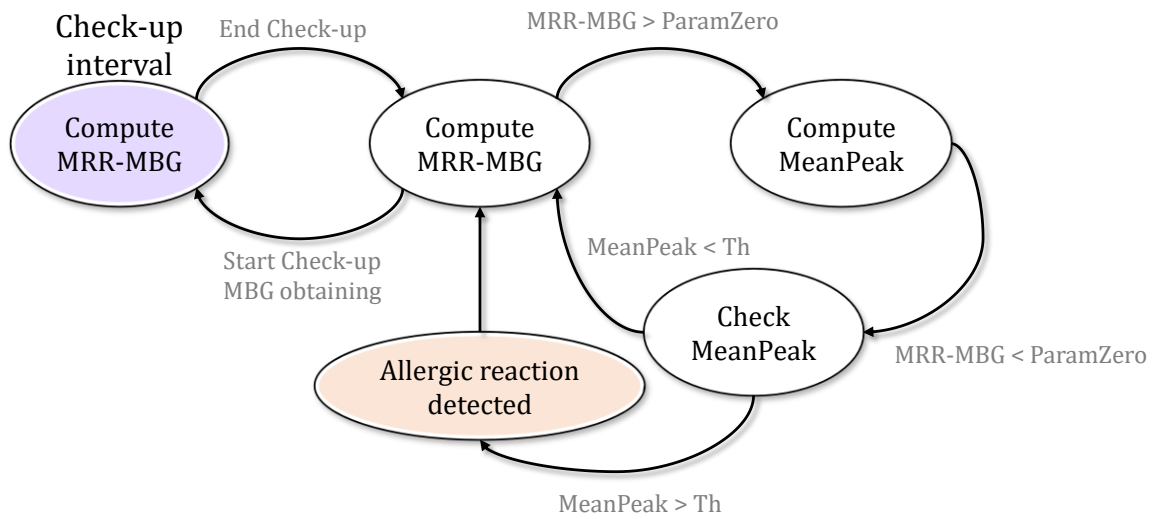 Check-up
interval
End Check-up
MRR-MBG > ParamZero
Compute
MRR-MBG
Compute
MRR-MBG
Compute
MeanPeak
Start Check-up
MBG obtaining
MeanPeak < Th
Check
MeanPeak
MRR-MBG < ParamZero
Allergic reaction
detected
MeanPeak > Th